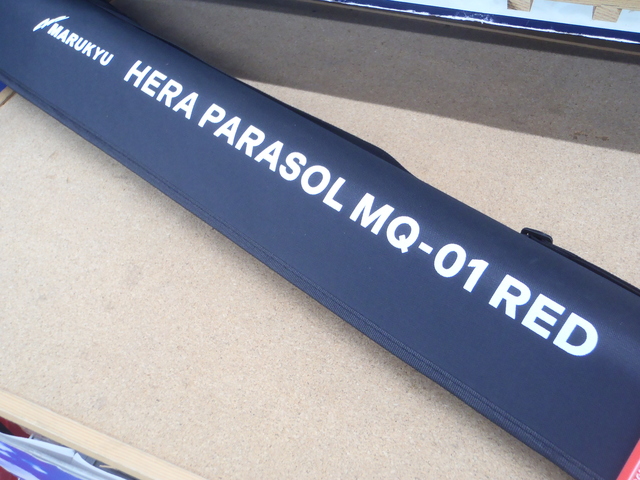 MARUKYU
HERA PARASOL MQ-01 RED